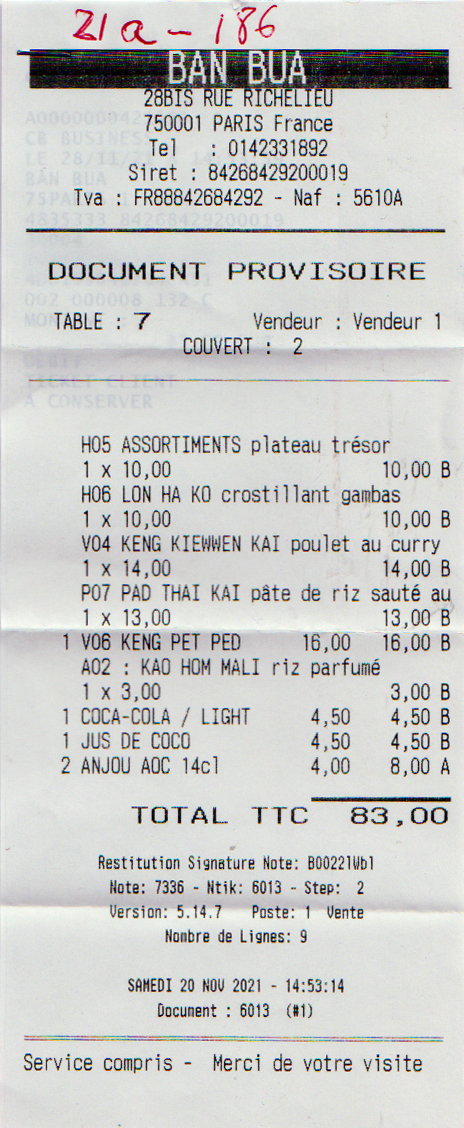 21a - 186
BAN BUA
28BIS RUE RICHELIEU
750001 PARIS France
Tel : 0142331892
Siret : 84268429200019
Tva : FR88842684292 - Naf : 5610A
DOCUMENT PROVISOIRE
TABLE : 7 Vendeur : Vendeur 1
COUVERT : 2
TICKET CLIENT
A CONSERVER
H05 ASSORTIMENTS plateau trésor
1 x 10,00 10,00 B
H06 LON HA KO crostillant gambas
1 x 10,00 10,00 B
V04 KENG KIEWWEN KAI poulet au curry
1 x 14,00 14,00 B
P07 PAD THAI KAI pâte de riz sauté au
1 x 13,00 13,00 B
1 V06 KENG PET PED 16,00 16,00 B
A02 : KAO HOM MALI riz parfumé
1 x 3,00 3,00 B
1 COCA-COLA / LIGHT 4,50 4,50 B
1 JUS DE COCO 4,50 4,50 B
2 ANJOU AOC 14cl 4,00 8,00 A
TOTAL TTC 83,00
Restitution Signature Note: B00221Wb1
Note: 7336 - Ntik: 6013 - Step: 2
Version: 5.14.7 Poste: 1 Vente
Nombre de Lignes: 9
SAMEDI 20 NOV 2021 - 14:53:14
Document : 6013 (#1)
Service compris - Merci de votre visite